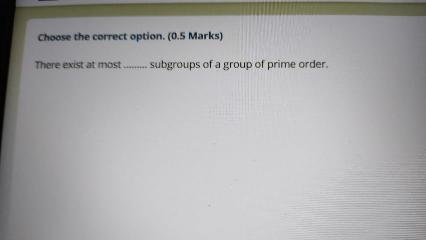 Choose the correct option. (0.5 Marks)
There exist at most ......... subgroups of a group of prime order.